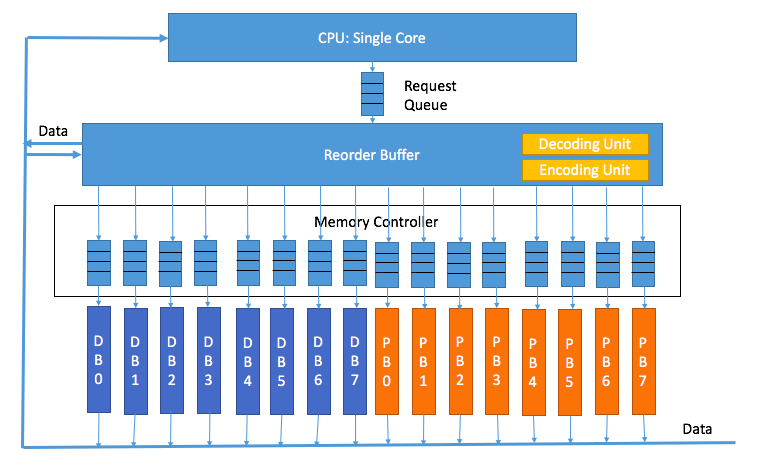 CPU: Single Core
Request
Queue
Data
Reorder Buffer
Decoding Unit
Encoding Unit
Memory Controller
D
B
0
D
B
1
D
B
2
D
B
3
D
B
4
D
B
5
D
B
6
D
B
7
P
B
0
P
B
1
P
B
2
P
B
3
P
B
4
P
B
5
P
B
6
P
B
7
Data